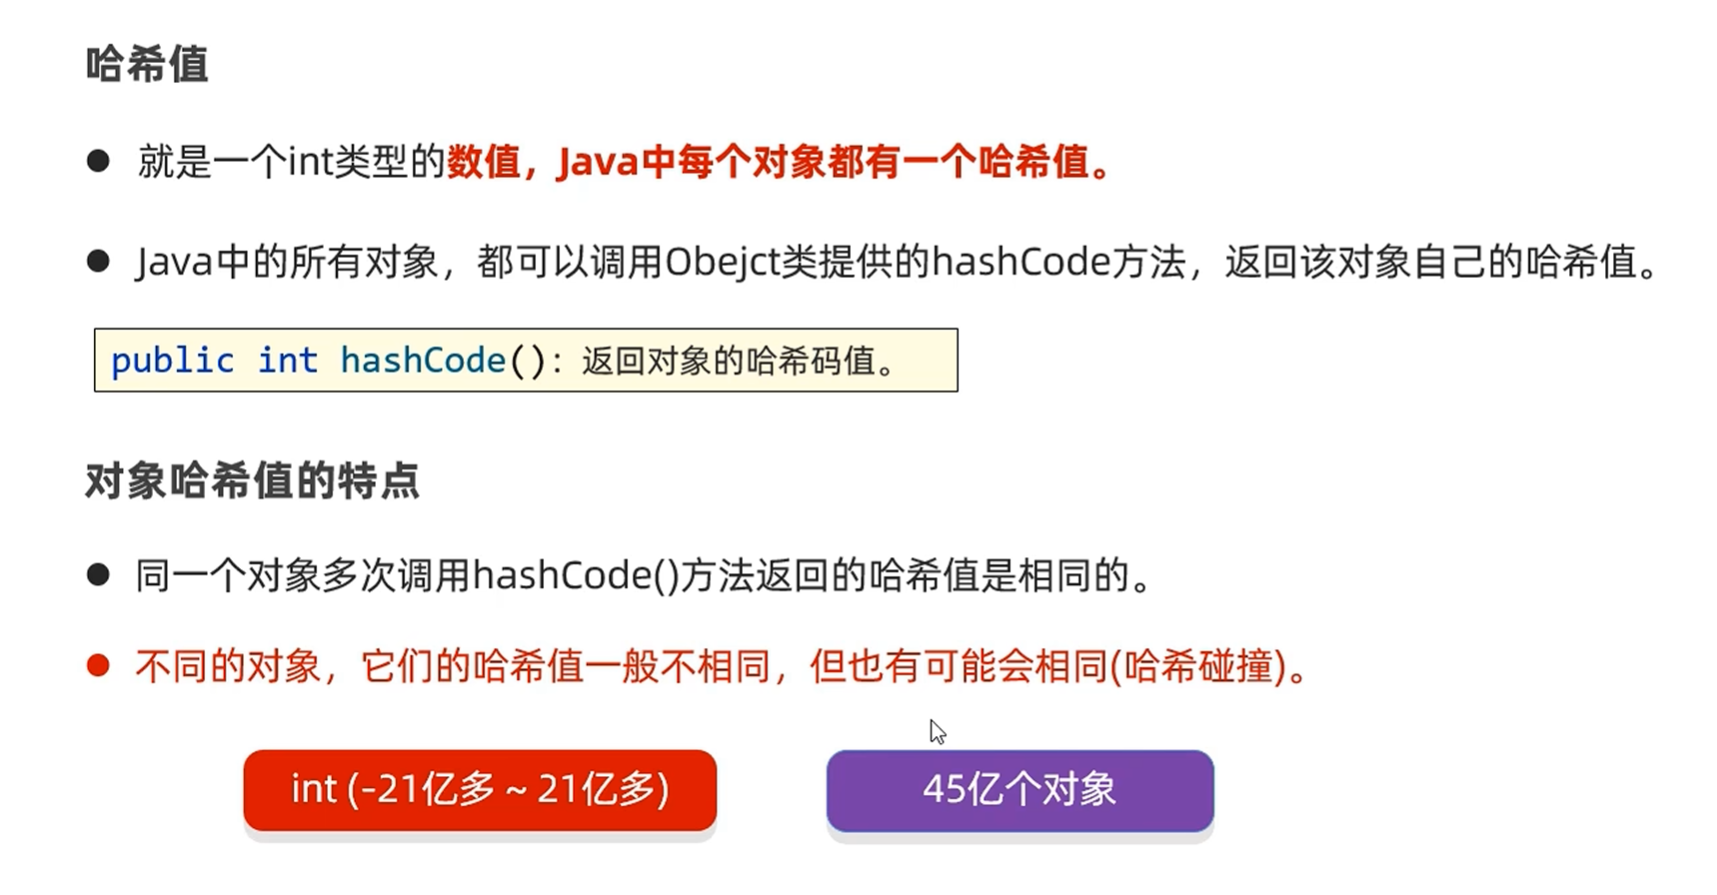 哈希值
● 就是一个int类型的数值，Java中每个对象都有一个哈希值。
● Java中的所有对象，都可以调用Obejct类提供的hashCode方法，返回该对象自己的哈希值。
public int hashCode()：返回对象的哈希码值。
对象哈希值的特点
● 同一个对象多次调用hashCode()方法返回的哈希值是相同的。
● 不同的对象，它们的哈希值一般不相同，但也有可能会相同(哈希碰撞)。
int (-21亿多 ~ 21亿多)
45亿个对象